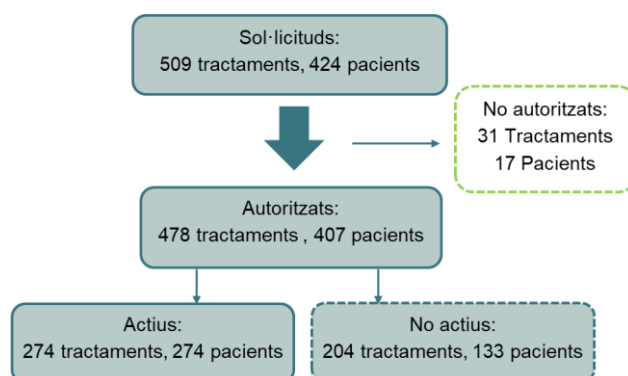 Sol·licituds:
509 tractaments, 424 pacients
No autoritzats:
31 Tractaments
17 Pacients
Autoritzats:
478 tractaments , 407 pacients
Actius:
274 tractaments, 274 pacients
No actius:
204 tractaments, 133 pacients